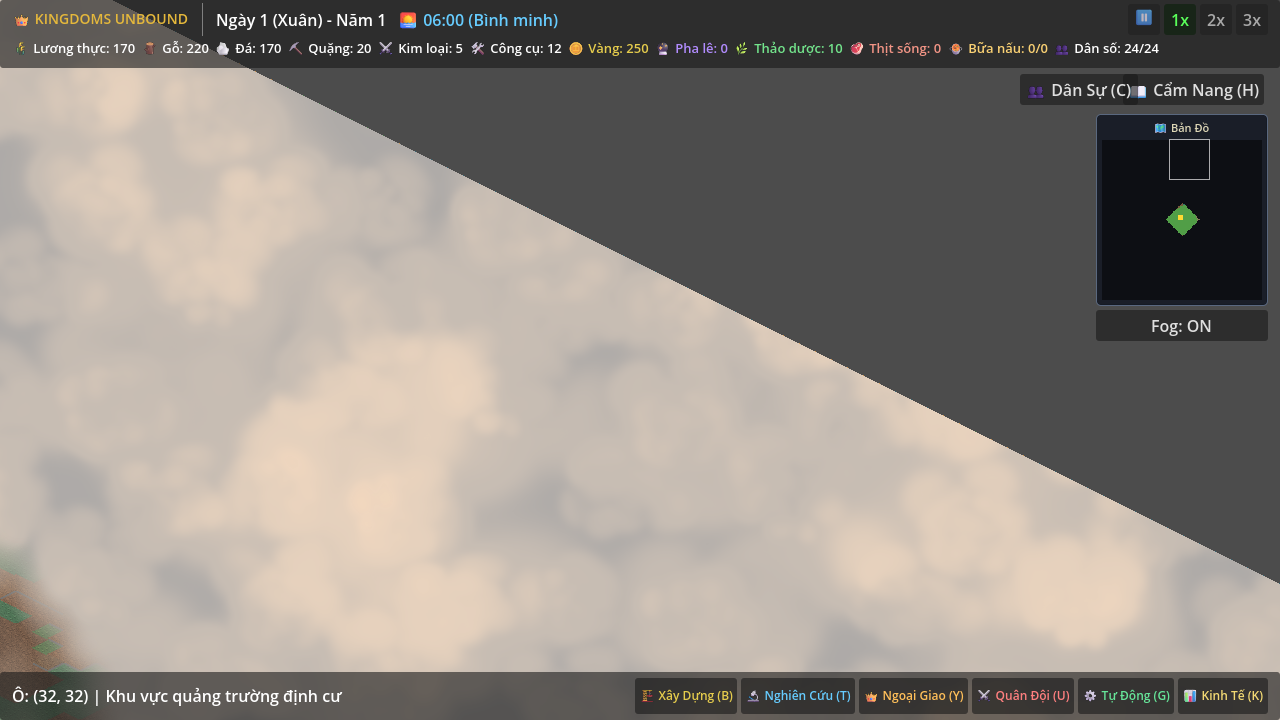 KINGDOMS UNBOUND Ngày 1 (Xuân) - Năm 1 06:00 (Bình minh) 1x 2x 3x
Lương thực: 170 Gỗ: 220 Đá: 170 Quặng: 20 Kim loại: 5 Công cụ: 12 Vàng: 250 Pha lê: 0 Thảo dược: 10 Thịt sống: 0 Bữa nấu: 0/0 Dân số: 24/24
Dân Sự (C) Cẩm Nang (H)
Bản Đồ
Fog: ON
Ô: (32, 32) | Khu vực quảng trường định cư Xây Dựng (B) Nghiên Cứu (T) Ngoại Giao (Y) Quân Đội (U) Tự Động (G) Kinh Tế (K)